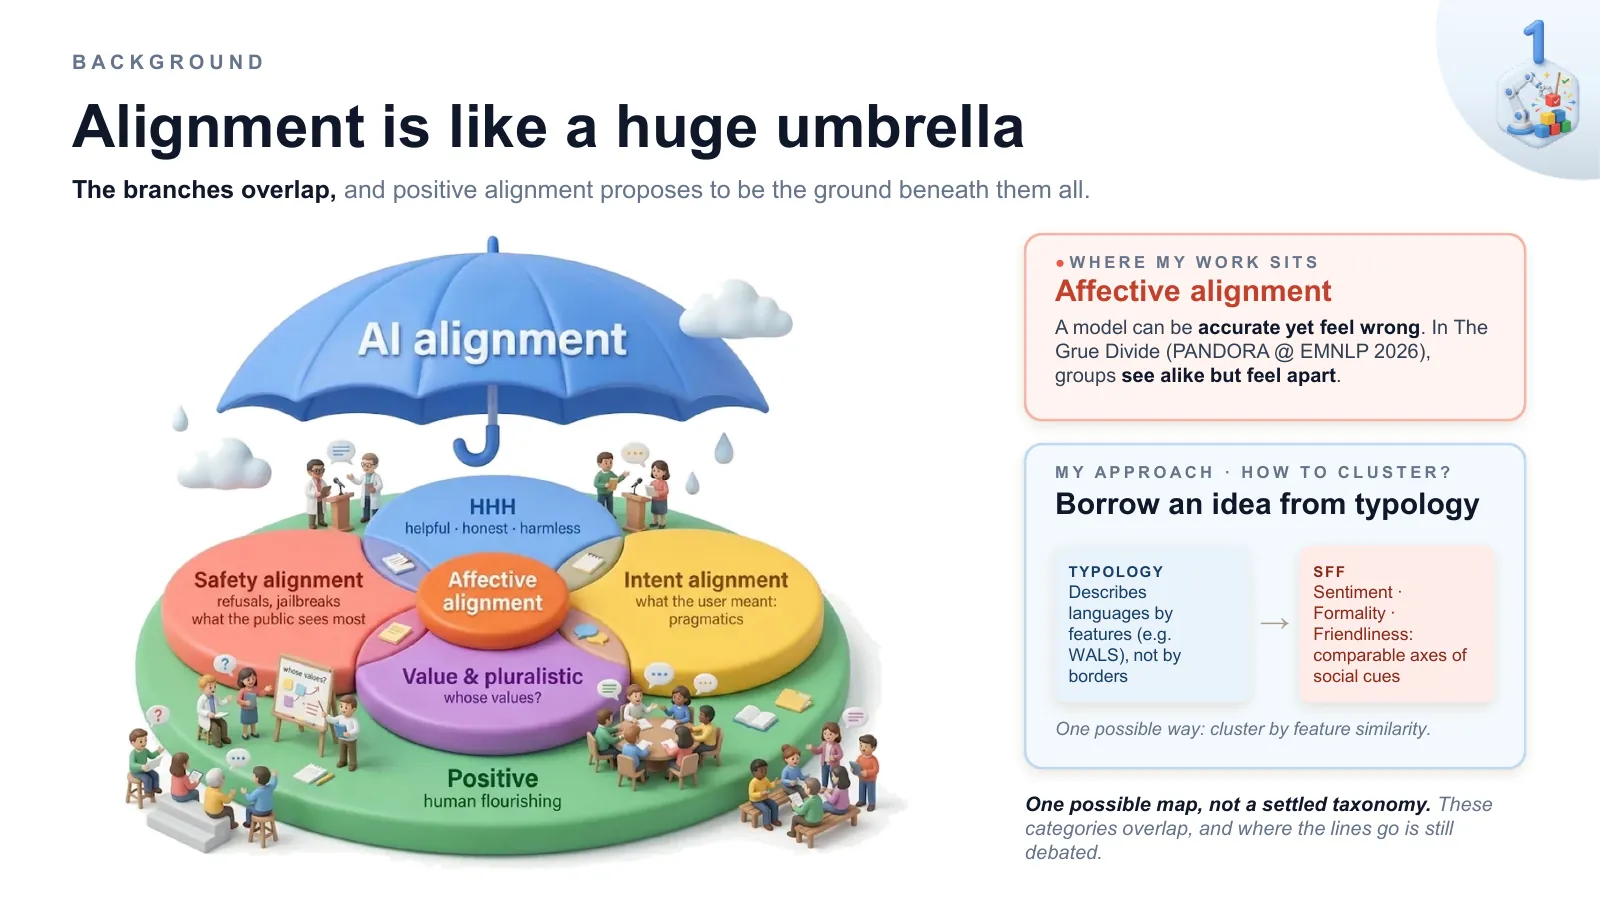 BACKGROUND
1
Alignment is like a huge umbrella
The branches overlap, and positive alignment proposes to be the ground beneath them all.
AI alignment
HHH
helpful · honest · harmless
Safety alignment
refusals, jailbreaks
what the public sees most
Affective
alignment
Intent alignment
what the user meant:
pragmatics
Value & pluralistic
whose values?
whose values?
?
?
Positive
human flourishing
• WHERE MY WORK SITS
Affective alignment
A model can be accurate yet feel wrong. In The
Grue Divide (PANDORA @ EMNLP 2026),
groups see alike but feel apart.
MY APPROACH · HOW TO CLUSTER?
Borrow an idea from typology
TYPOLOGY
Describes
languages by
features (e.g.
WALS), not by
borders
→
SFF
Sentiment ·
Formality ·
Friendliness:
comparable axes of
social cues
One possible way: cluster by feature similarity.
One possible map, not a settled taxonomy. These
categories overlap, and where the lines go is still
debated.